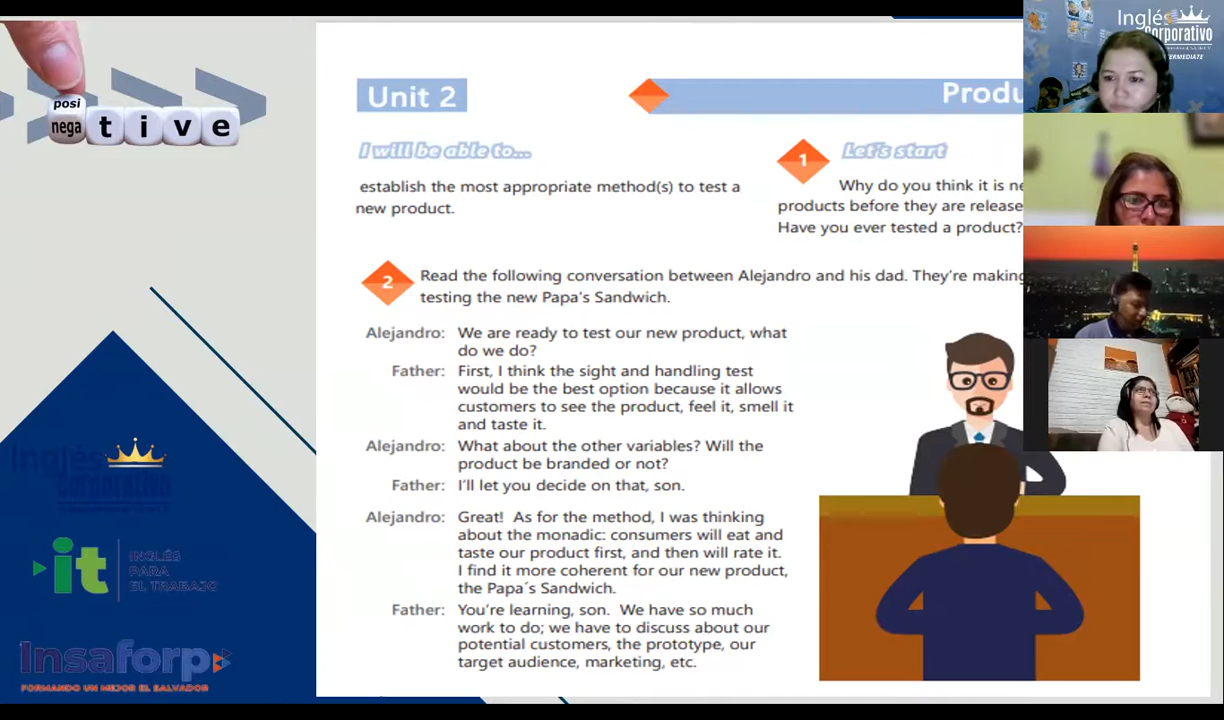 posi
nega t i v e
Unit 2
Produ
I will be able to...
establish the most appropriate method(s) to test a
new product.
1
Let's start
Why do you think it is ne
products before they are release
Have you ever tested a product?
2
Read the following conversation between Alejandro and his dad. They're making
testing the new Papa's Sandwich.
Alejandro: We are ready to test our new product, what
do we do?
Father: First, I think the sight and handling test
would be the best option because it allows
customers to see the product, feel it, smell it
and taste it.
Alejandro: What about the other variables? Will the
product be branded or not?
Father: I'll let you decide on that, son.
Alejandro: Great! As for the method, I was thinking
about the monadic: consumers will eat and
taste our product first, and then will rate it.
I find it more coherent for our new product,
the Papa´s Sandwich.
Father: You're learning, son. We have so much
work to do; we have to discuss about our
potential customers, the prototype, our
target audience, marketing, etc.
Inglés
Corporativo
it
INGLÉS
PARA
EL TRABAJO
Insaforp
FORMANDO UN MEJOR EL SALVADOR
Inglés
Corporativo